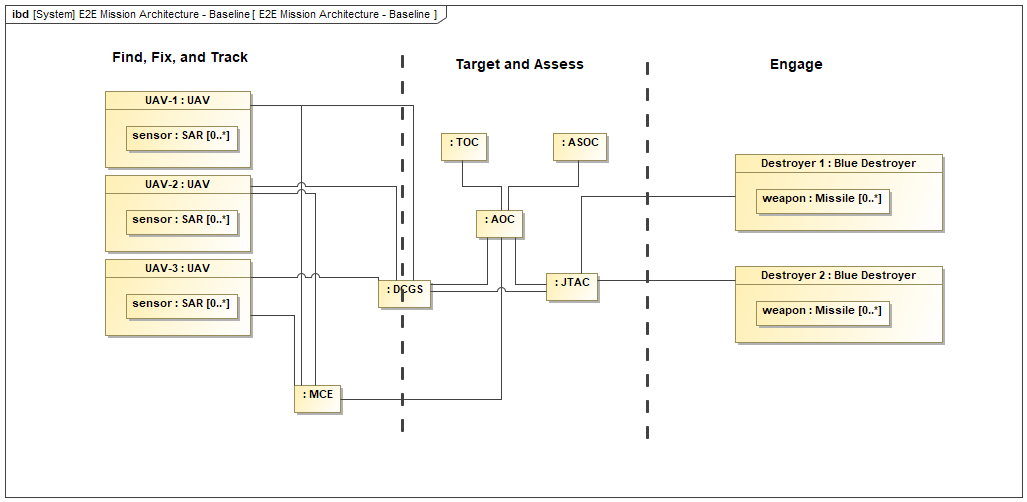 ibd [System] E2E Mission Architecture - Baseline [ E2E Mission Architecture - Baseline ]
Find, Fix, and Track
Target and Assess
Engage
UAV-1 : UAV
sensor : SAR [0..*]
UAV-2 : UAV
sensor : SAR [0..*]
UAV-3 : UAV
sensor : SAR [0..*]
: MCE
: DCGS
: TOC
: ASOC
: AOC
: JTAC
Destroyer 1 : Blue Destroyer
weapon : Missile [0..*]
Destroyer 2 : Blue Destroyer
weapon : Missile [0..*]